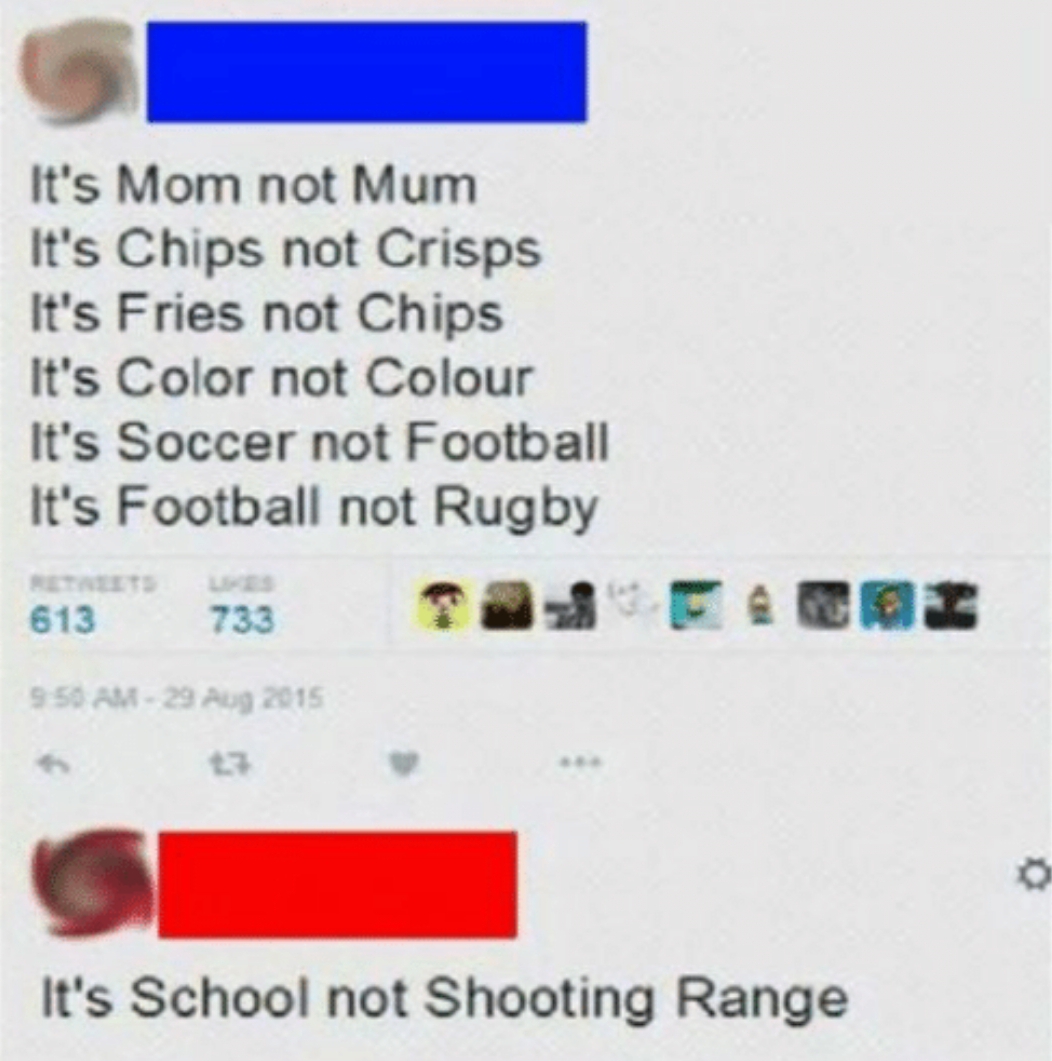 It's Mom not Mum
It's Chips not Crisps
It's Fries not Chips
It's Color not Colour
It's Soccer not Football
It's Football not Rugby
RETWEETS LIKES
613 733
9:50 AM - 29 Aug 2015
It's School not Shooting Range